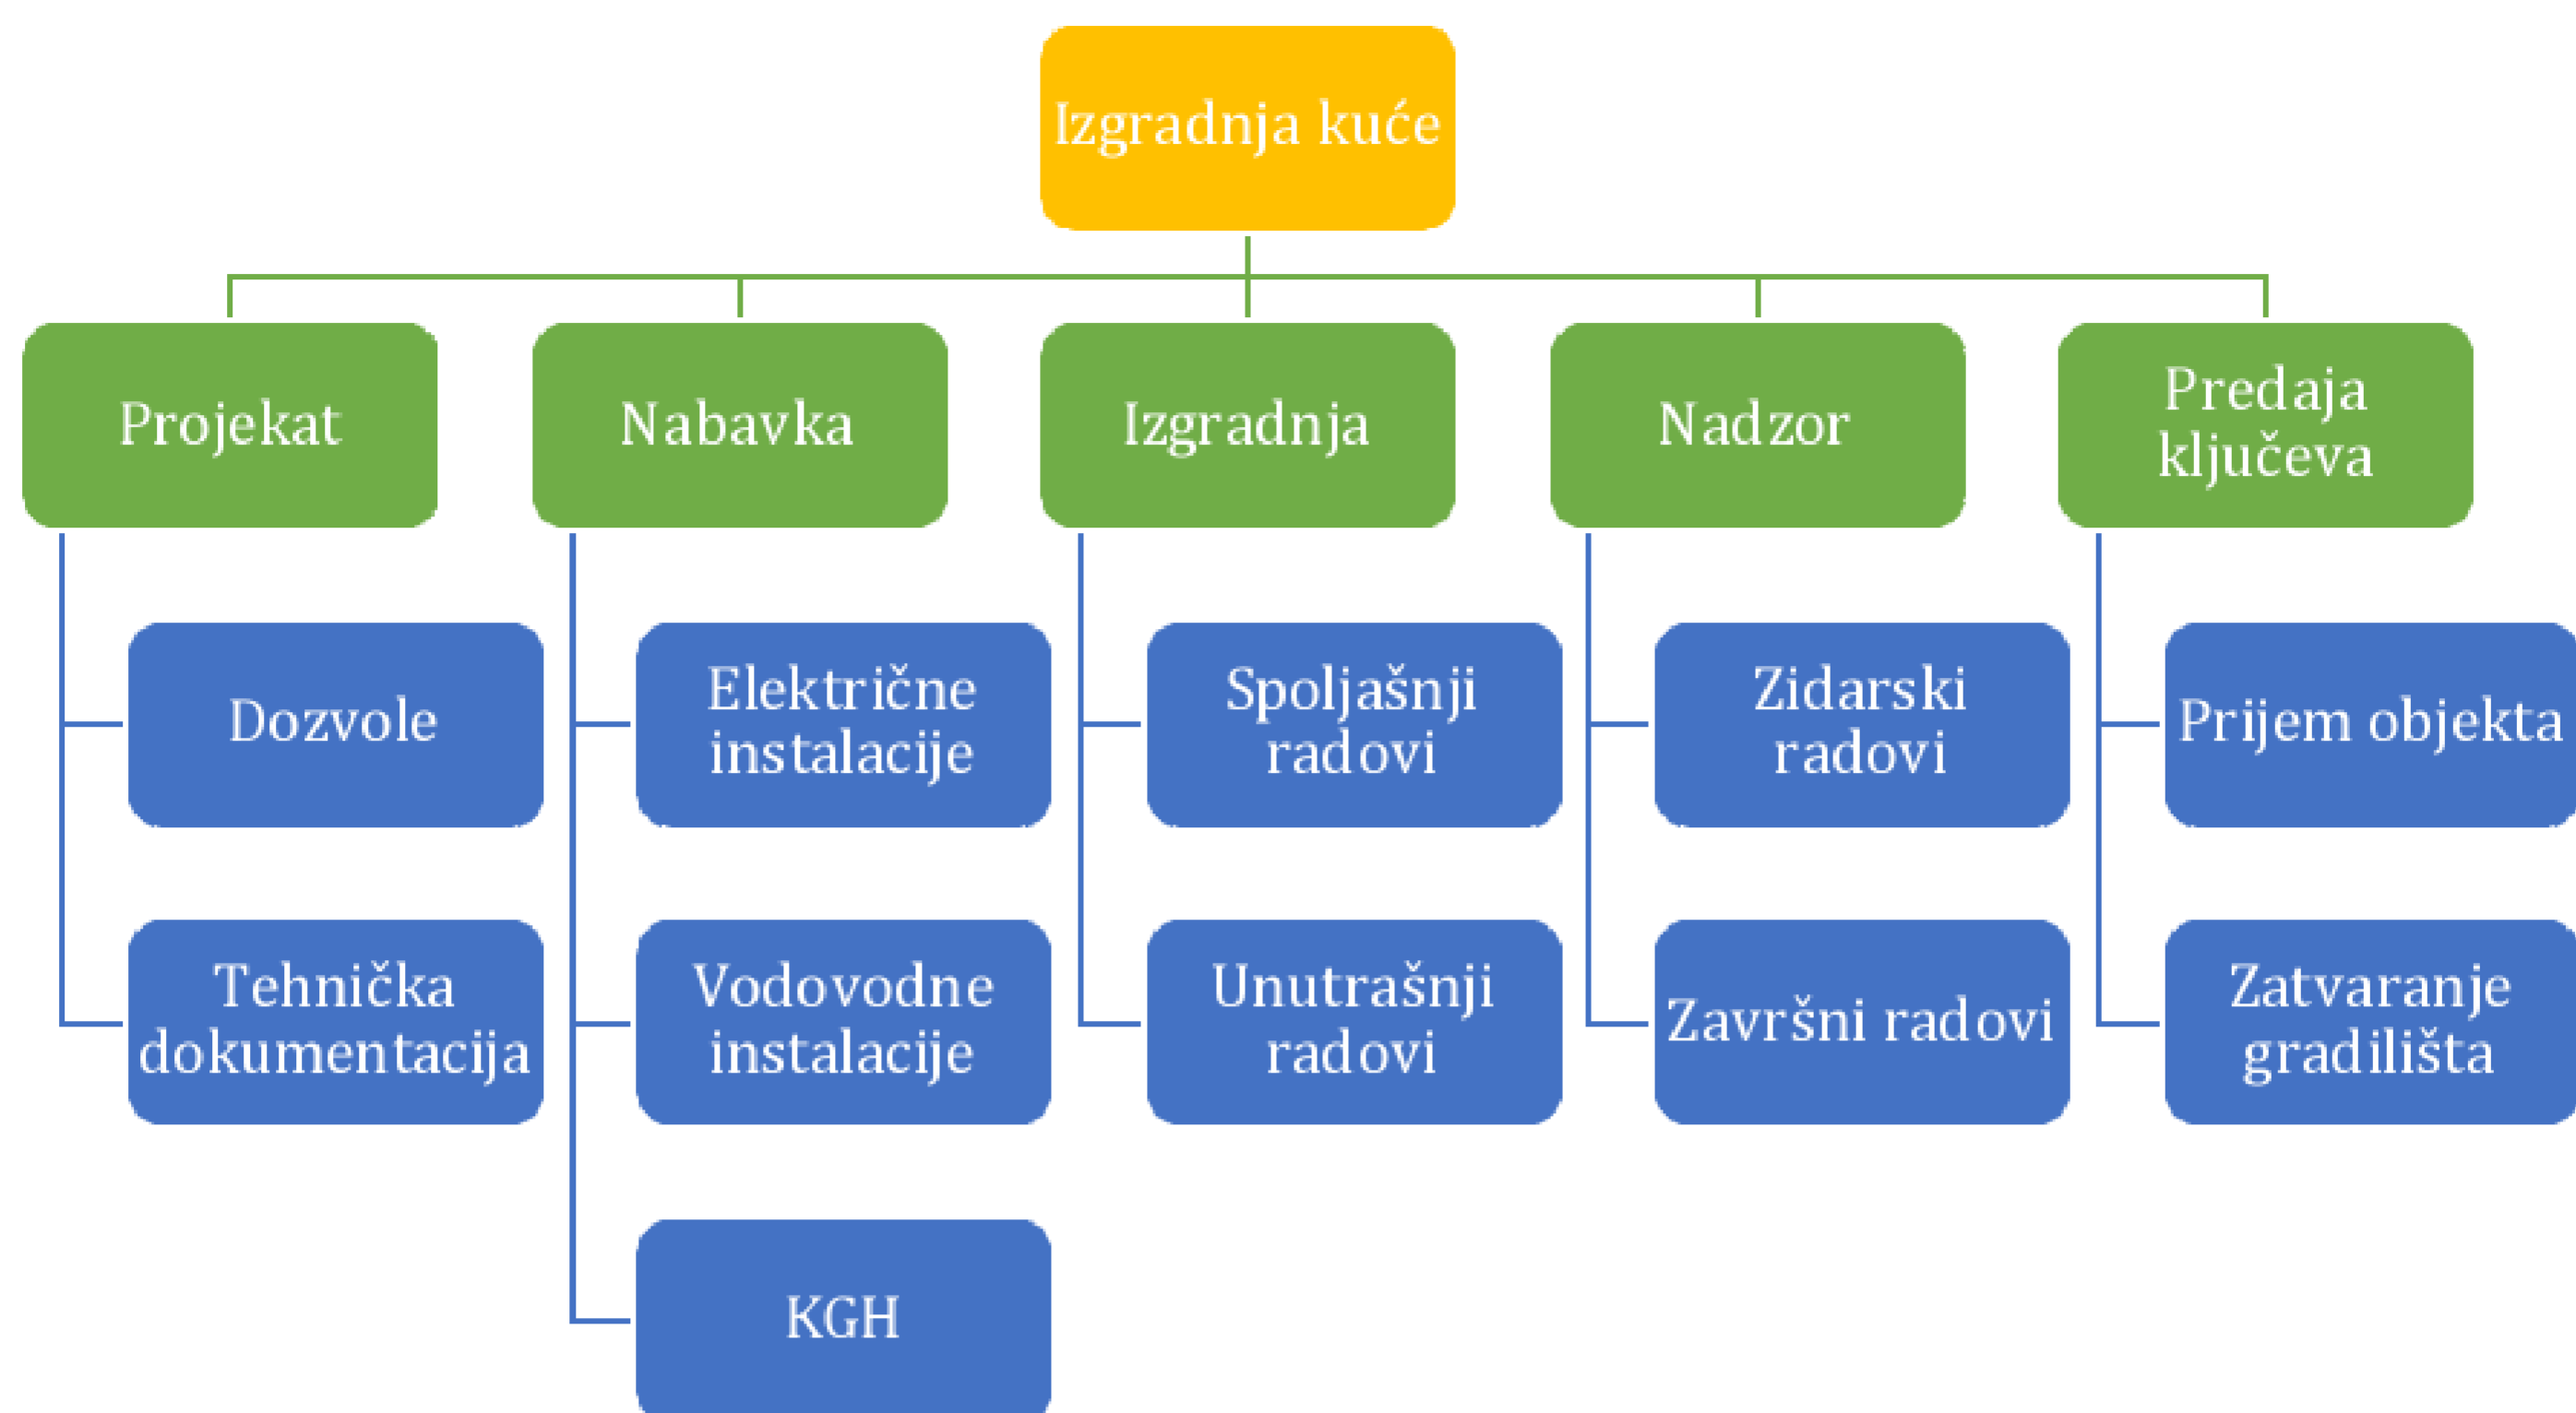 Izgradnja kuće
Projekat
Nabavka
Izgradnja
Nadzor
Predaja
ključeva
Dozvole
Električne
instalacije
Spoljašnji
radovi
Zidarski
radovi
Prijem objekta
Tehnička
dokumentacija
Vodovodne
instalacije
Unutrašnji
radovi
Završni radovi
Zatvaranje
gradilišta
KGH